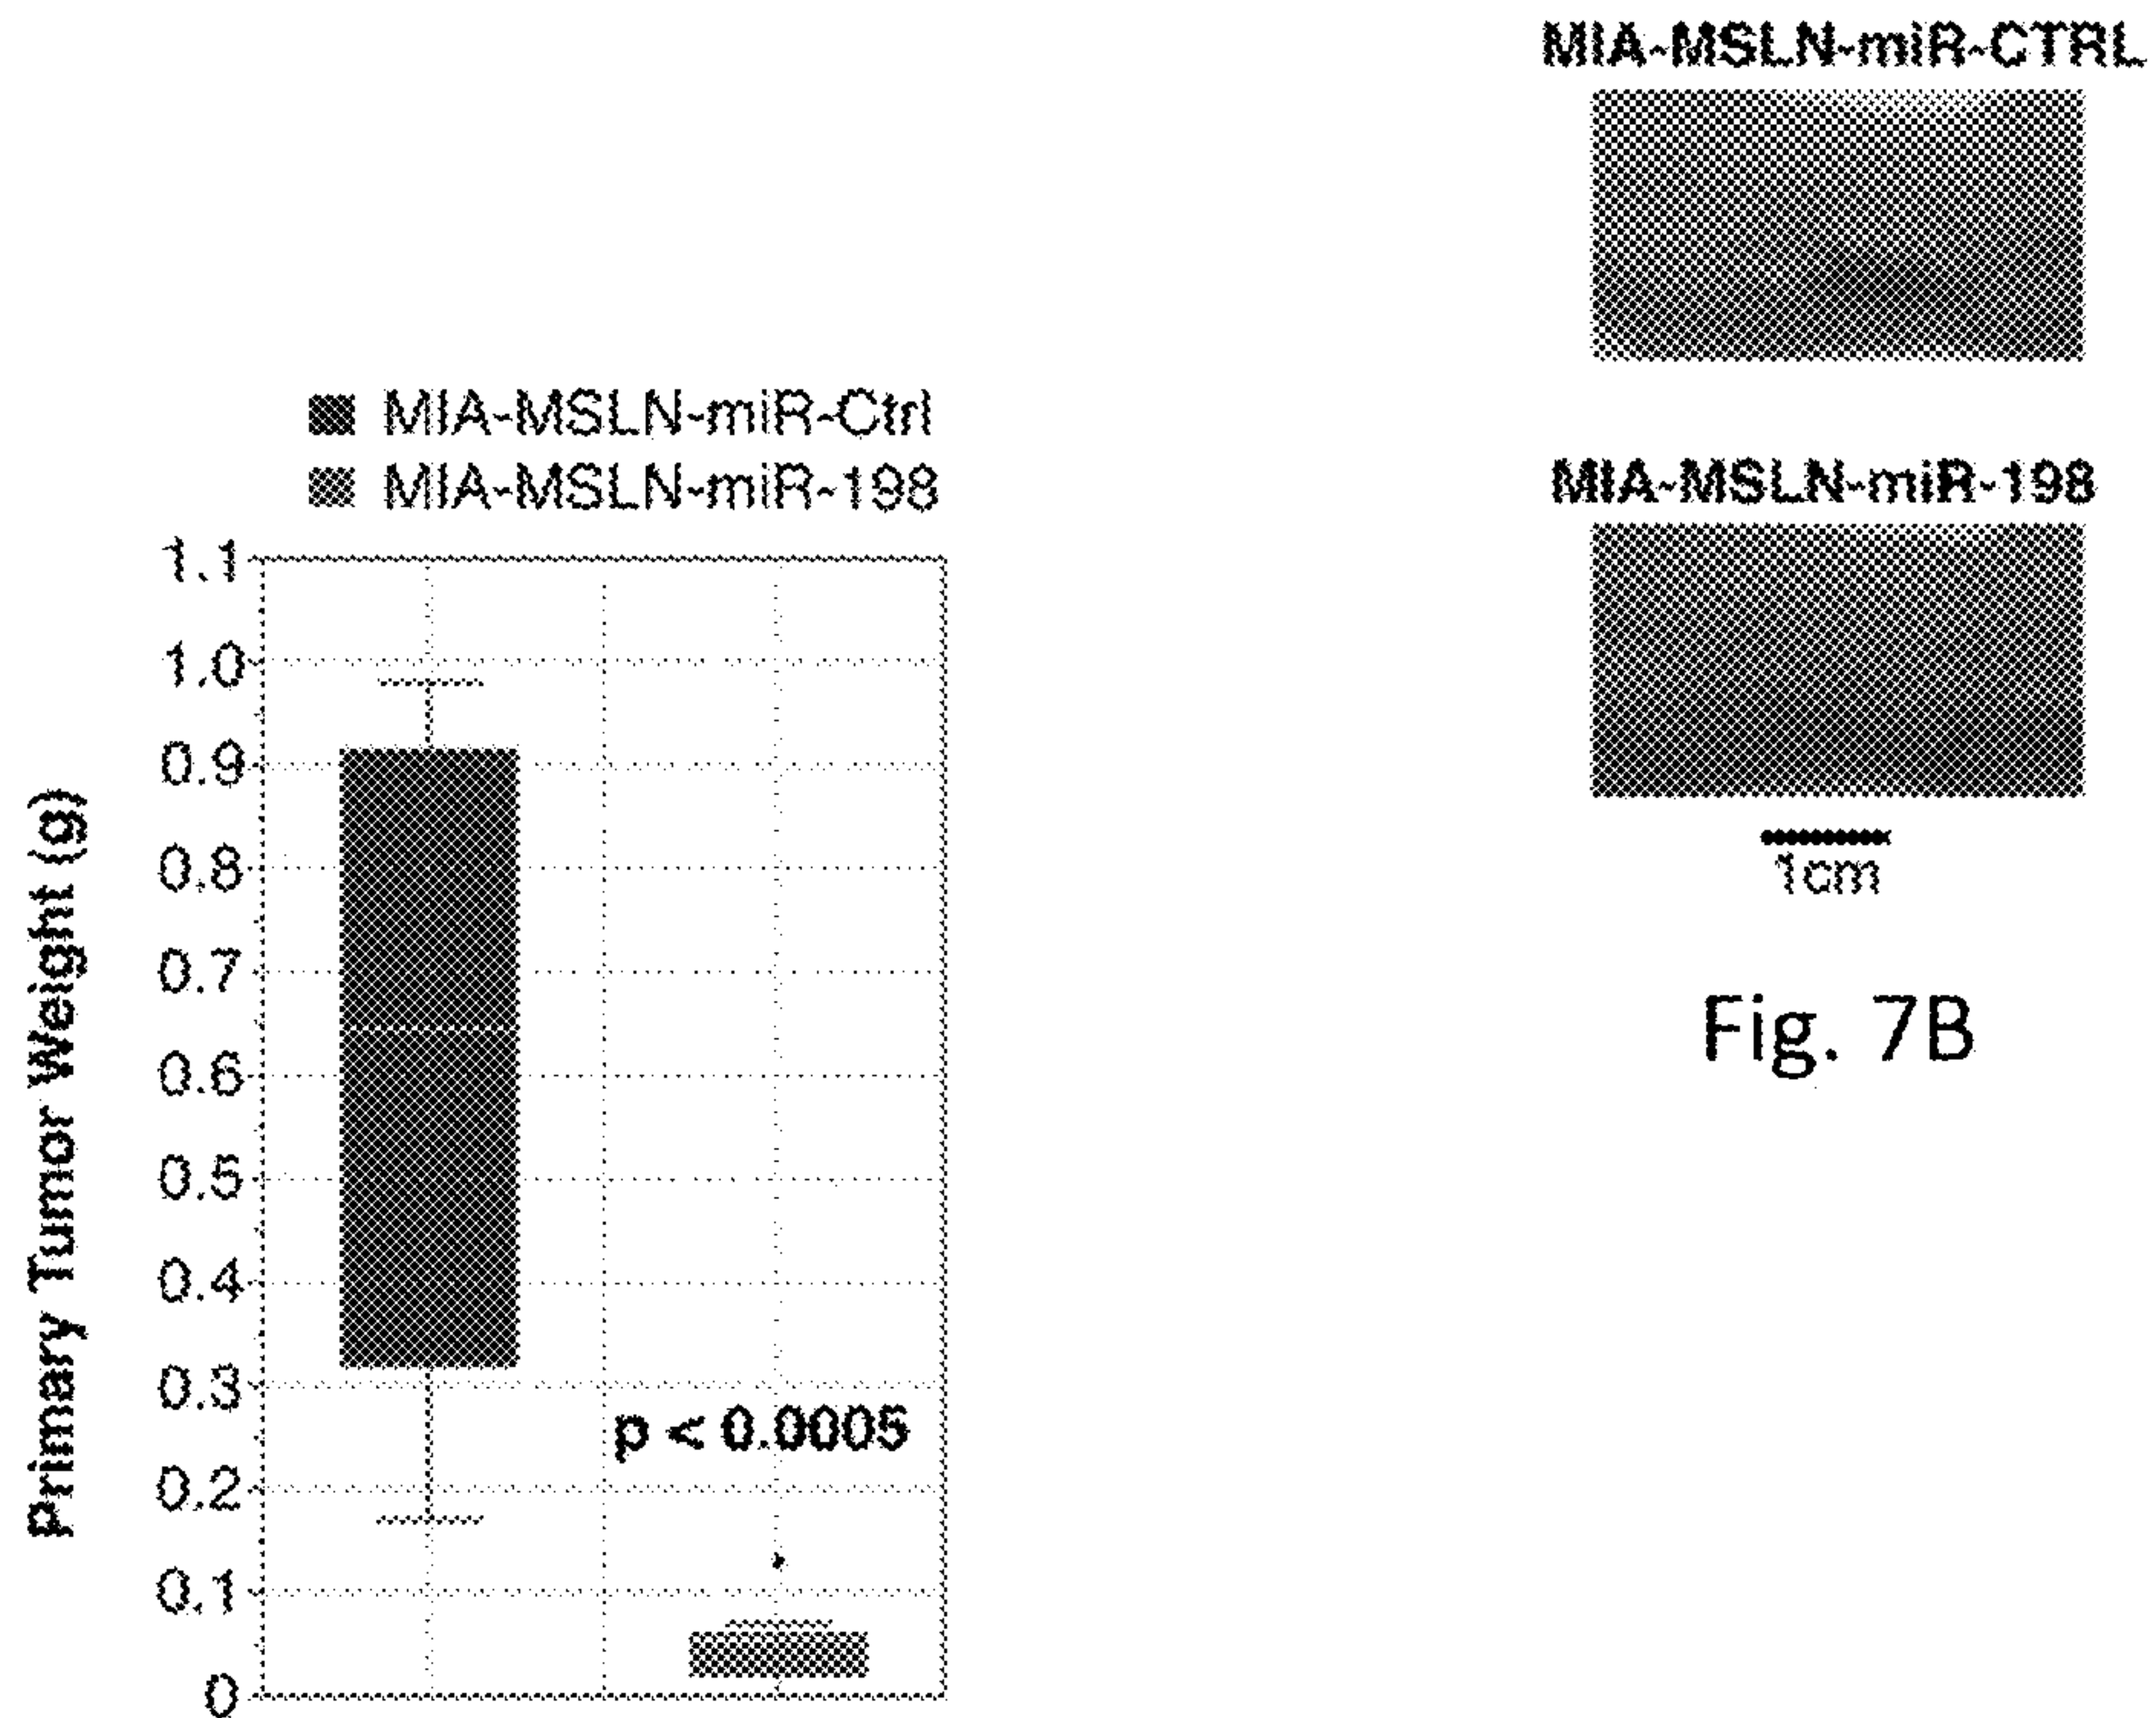 MIA-MSLN-miR-CTRL
MIA-MSLN-miR-Ctrl
MIA-MSLN-miR-198
MIA-MSLN-miR-198
1.1
1.0
0.9
0.8
0.7
0.6
0.5
0.4
0.3
0.2
0.1
0
Primary Tumor Weight (g)
p < 0.0005
1cm
Fig. 7B